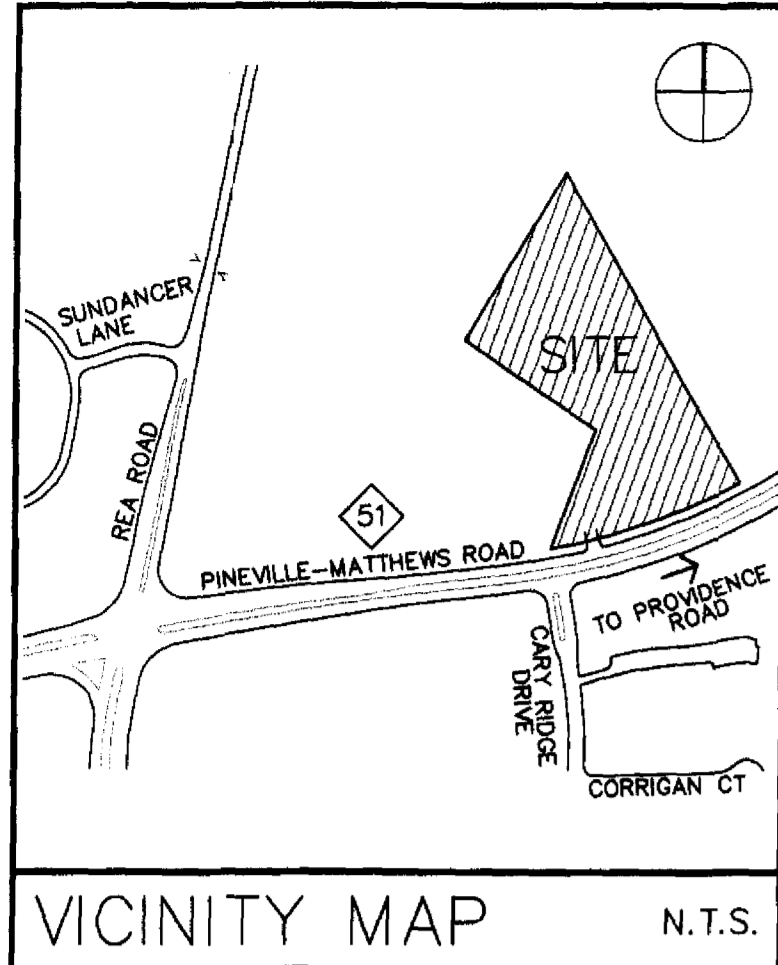 SUNDANCER
LANE
SITE
REA ROAD
51
PINEVILLE-MATTHEWS ROAD
TO PROVIDENCE
ROAD
CARY RIDGE
DRIVE
CORRIGAN CT
VICINITY MAP
N.T.S.